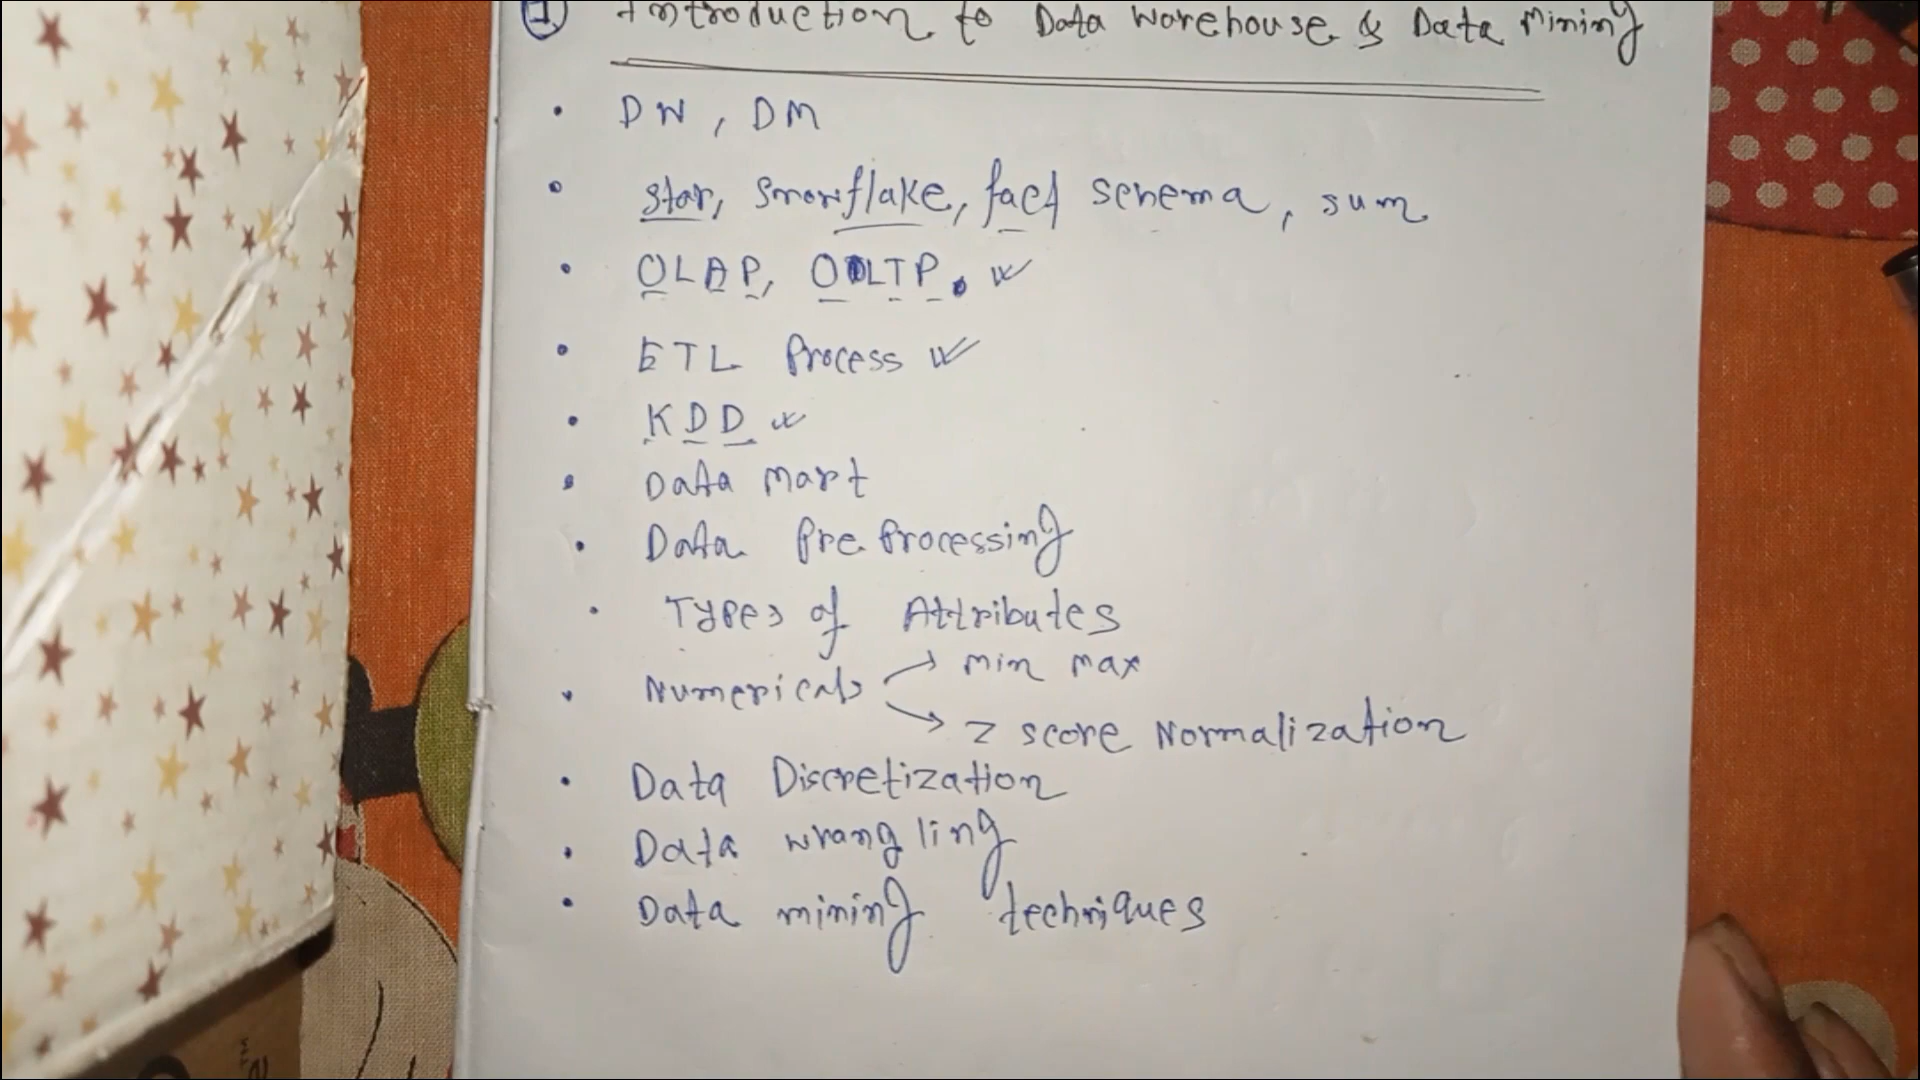 1 Introduction to Data Warehouse & Data Mining
• DW, DM
• Star, Snowflake, fact schema, sum
• OLAP, OLTP.
• ETL Process
• KDD
• Data Mart
• Data Pre Processing
• Types of Attributes
• Numericals → min max
→ Z score Normalization
• Data Discretization
• Data wrangling
• Data mining techniques